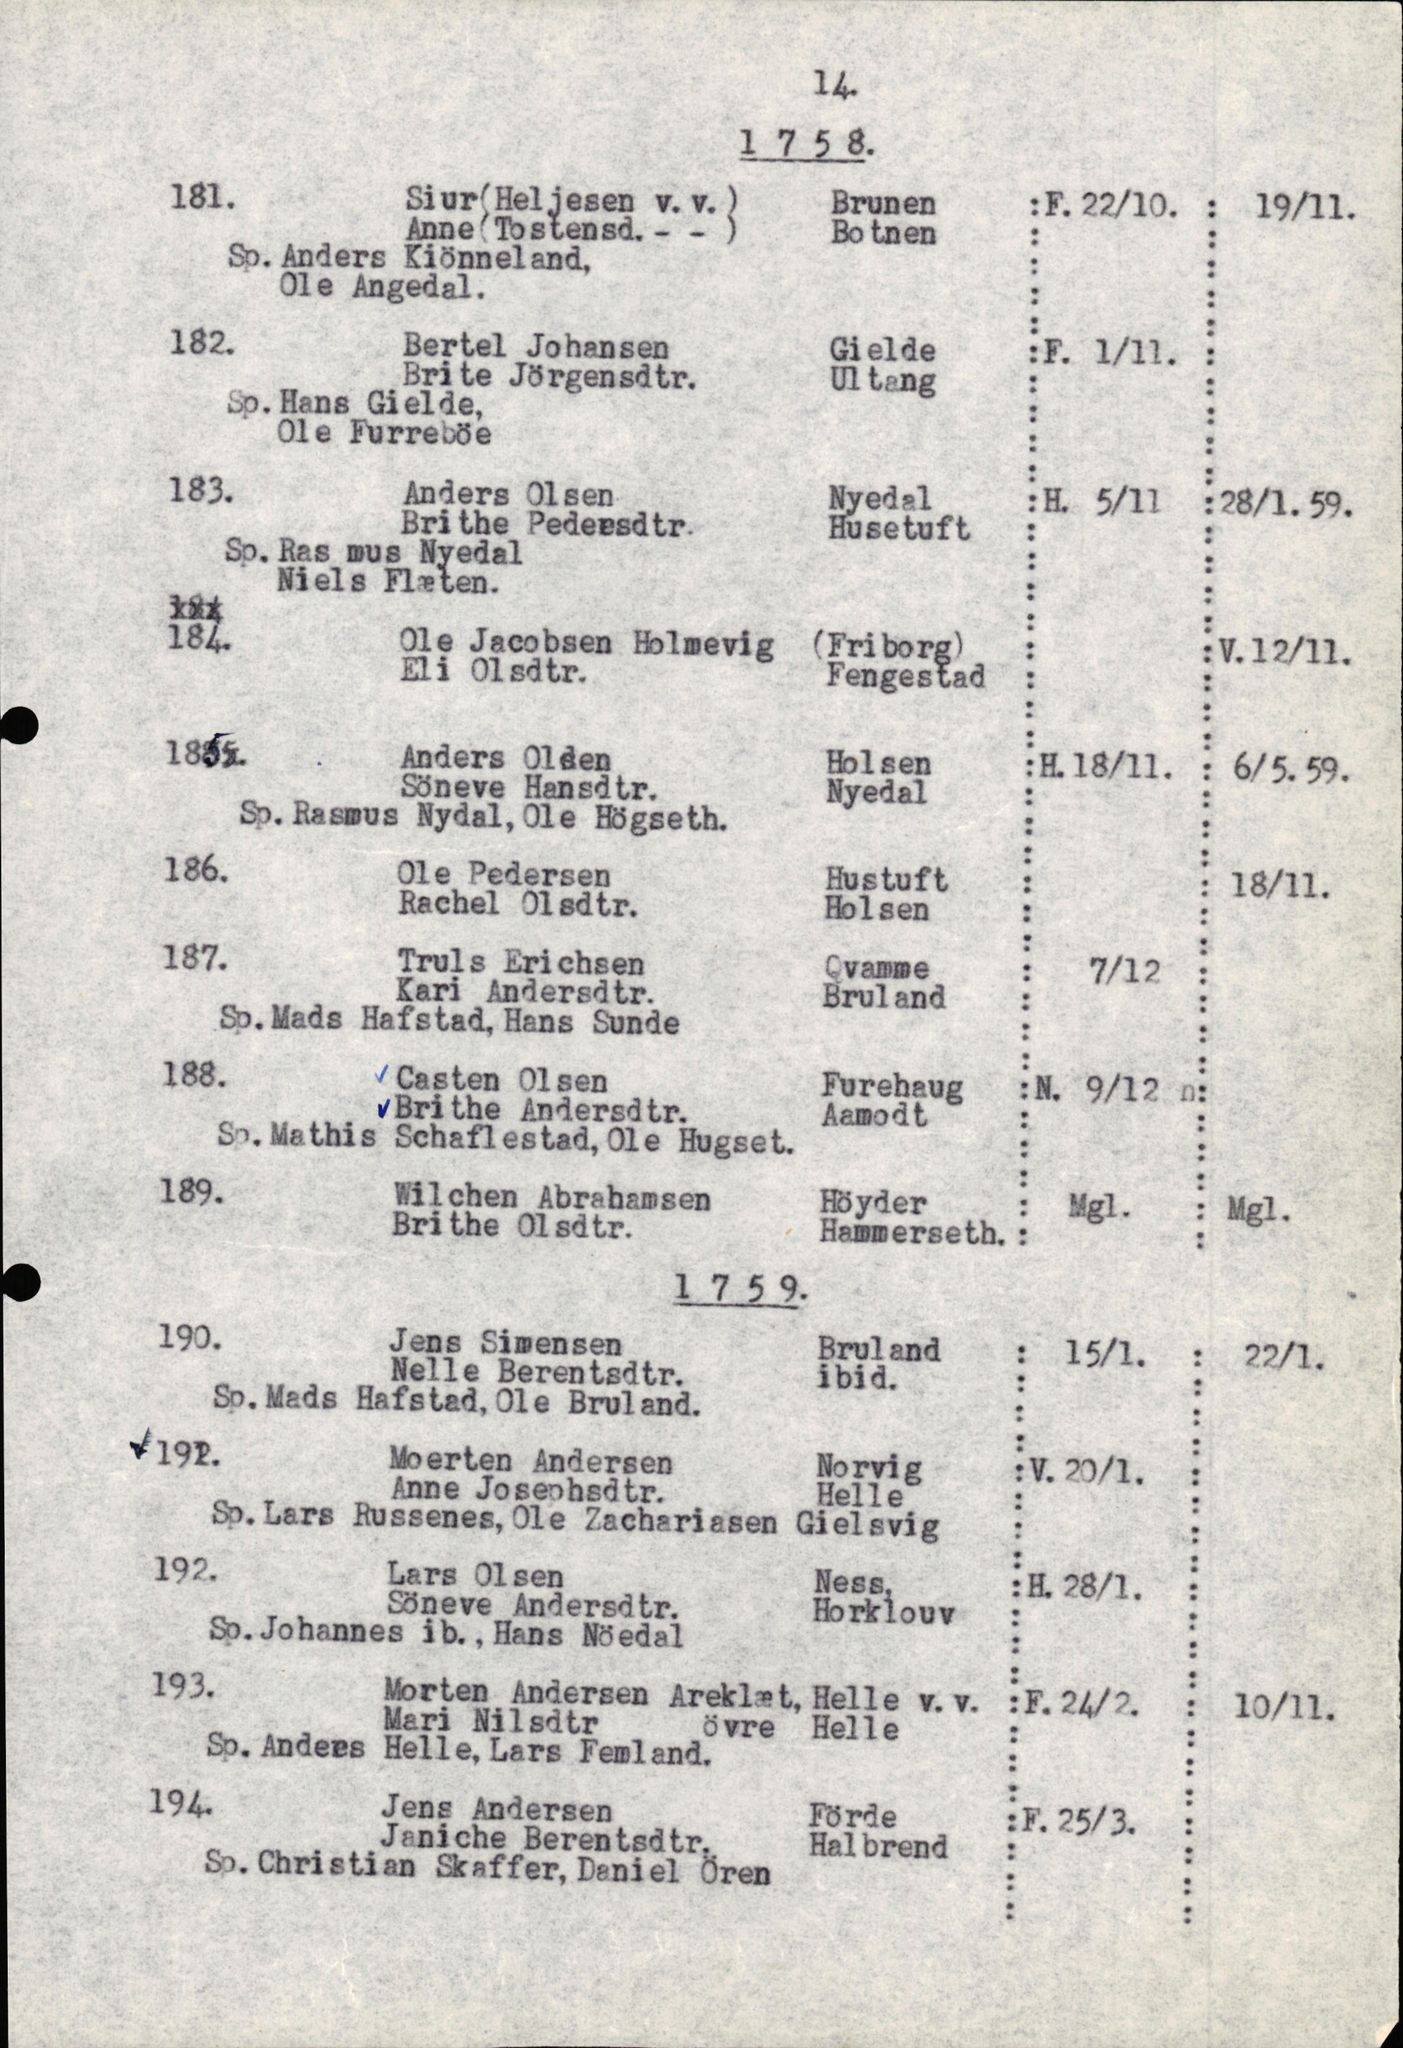 14.
1 7 5 8.
181. Siur(Heljesen v.v.) Brunen :F. 22/10. : 19/11.
Anne(Tostensd.- - ) Botnen : :
Sp. Anders Kiönneland,
Ole Angedal.
182. Bertel Johansen Gielde :F. 1/11. :
Brite Jörgensdtr. Ultang : :
Sp. Hans Gielde,
Ole Furreböe
183. Anders Olsen Nyedal :H. 5/11 :28/1.59.
Brithe Pedersdtr. Husetuft : :
Sp. Ras mus Nyedal
Niels Flæten.
xxx
184. Ole Jacobsen Holmevig (Friborg) : :V.12/11.
Eli Olsdtr. Fengestad : :
185. Anders Olsen Holsen :H.18/11. : 6/5.59.
Söneve Hansdtr. Nyedal : :
Sp. Rasmus Nydal, Ole Högseth.
186. Ole Pedersen Hustuft : : 18/11.
Rachel Olsdtr. Holsen : :
187. Truls Erichsen Qvamme : 7/12 :
Kari Andersdtr. Bruland : :
Sp. Mads Hafstad, Hans Sunde
188. ✓ Casten Olsen Furehaug :N. 9/12 n:
✓ Brithe Andersdtr. Aamodt : :
Sp. Mathis Schaflestad, Ole Hugset.
189. Wilchen Abrahamsen Höyder : Mgl. : Mgl.
Brithe Olsdtr. Hammerseth. : :
1 7 5 9.
190. Jens Simensen Bruland : 15/1. : 22/1.
Nelle Berentsdtr. ibid. : :
Sp. Mads Hafstad, Ole Bruland.
✓ 191. Moerten Andersen Norvig :V. 20/1. :
Anne Josephsdtr. Helle : :
Sp. Lars Russenes, Ole Zachariasen Gielsvig
192. Lars Olsen Ness, :H. 28/1. :
Söneve Andersdtr. Horklouv : :
Sp. Johannes ib., Hans Nöedal
193. Morten Andersen Areklæt, Helle v.v. :F. 24/2. : 10/11.
Mari Nilsdtr övre Helle : :
Sp. Anders Helle, Lars Femland.
194. Jens Andersen Förde :F. 25/3. :
Janiche Berentsdtr. Halbrend : :
Sp. Christian Skaffer, Daniel Ören